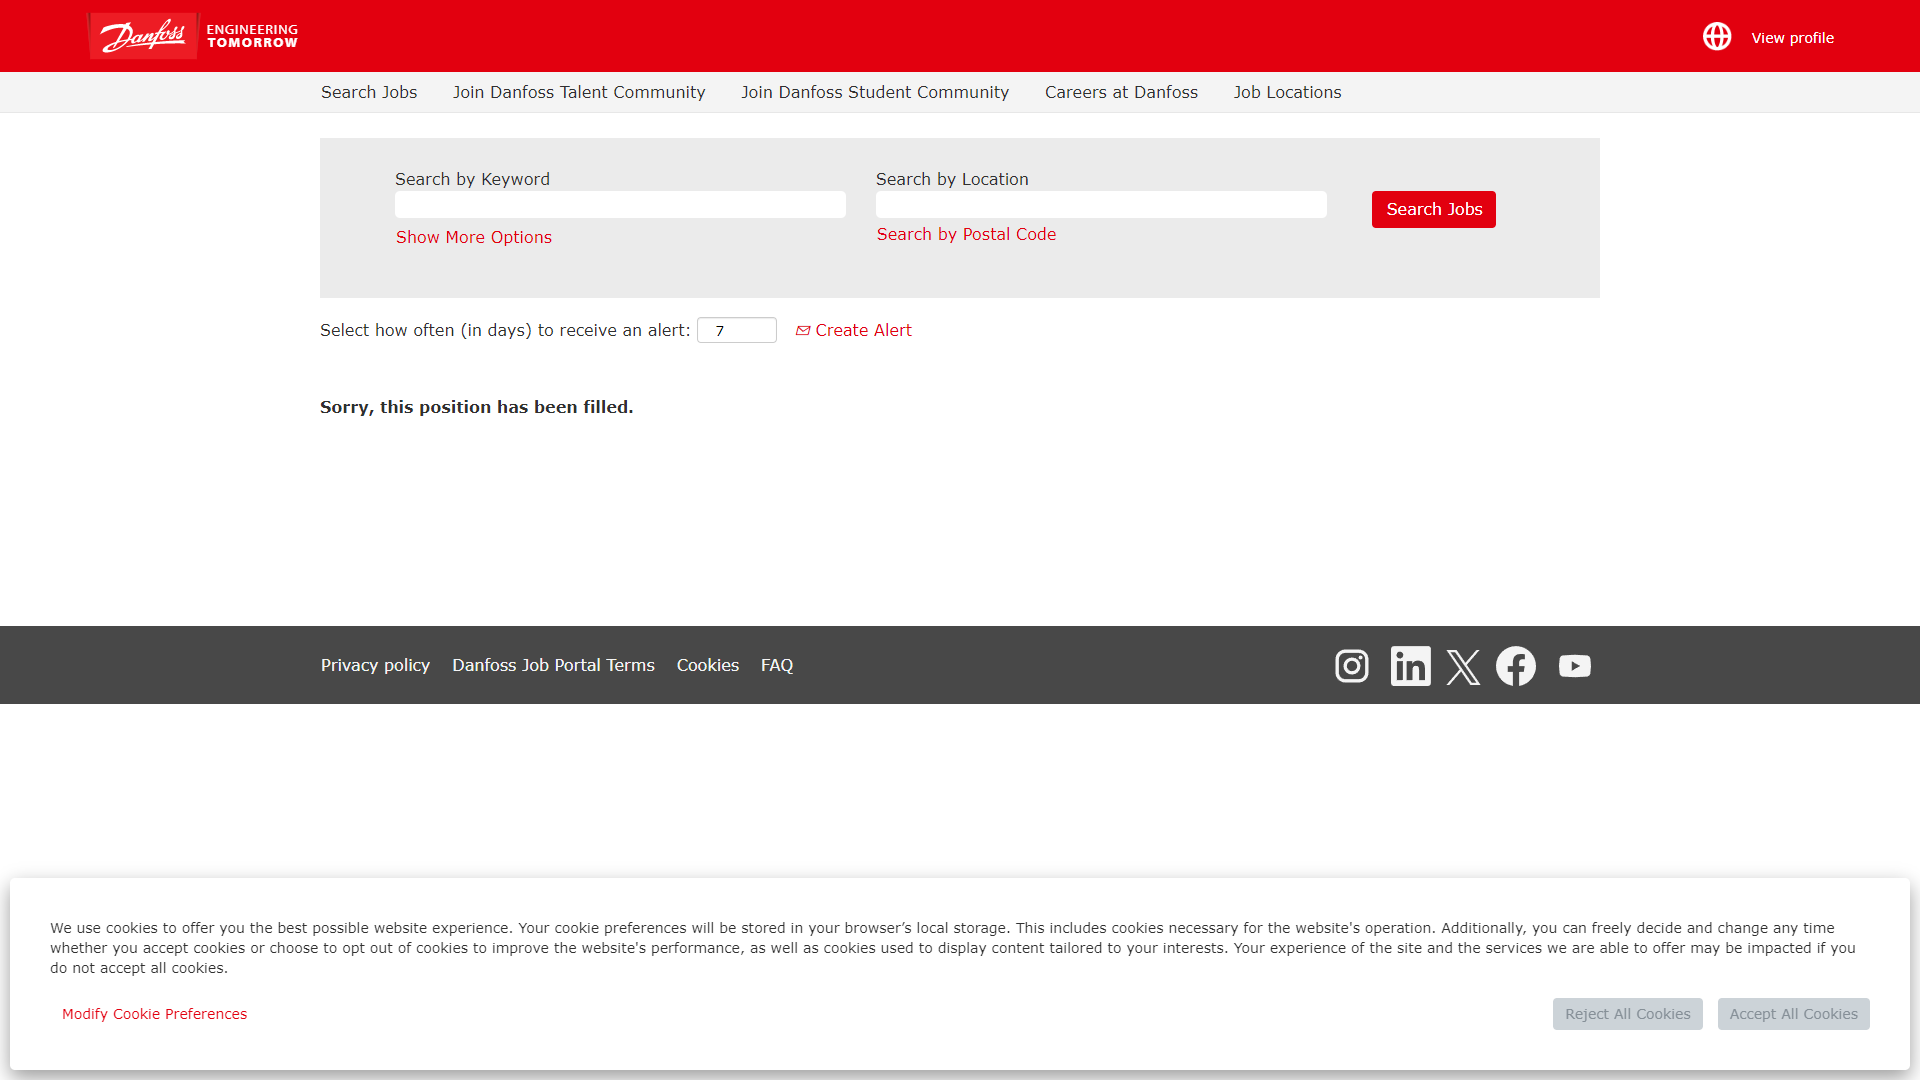 Danfoss
ENGINEERING
TOMORROW
View profile
Search Jobs
Join Danfoss Talent Community
Join Danfoss Student Community
Careers at Danfoss
Job Locations
Search by Keyword
Search by Location
Search Jobs
Show More Options
Search by Postal Code
Select how often (in days) to receive an alert:
7
Create Alert
Sorry, this position has been filled.
Privacy policy
Danfoss Job Portal Terms
Cookies
FAQ
We use cookies to offer you the best possible website experience. Your cookie preferences will be stored in your browser’s local storage. This includes cookies necessary for the website's operation. Additionally, you can freely decide and change any time
whether you accept cookies or choose to opt out of cookies to improve the website's performance, as well as cookies used to display content tailored to your interests. Your experience of the site and the services we are able to offer may be impacted if you
do not accept all cookies.
Modify Cookie Preferences
Reject All Cookies
Accept All Cookies